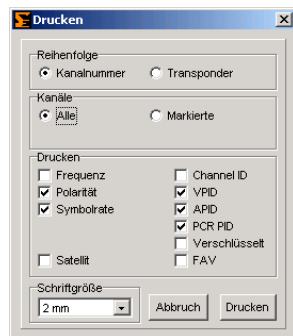 Drucken
Reihenfolge
Kanalnummer Transponder
Kanäle
Alle Markierte
Drucken
Frequenz Channel ID
Polarität VPID
Symbolrate APID
PCR PID
Verschlüsselt
Satellit FAV
Schriftgröße
2 mm Abbruch Drucken